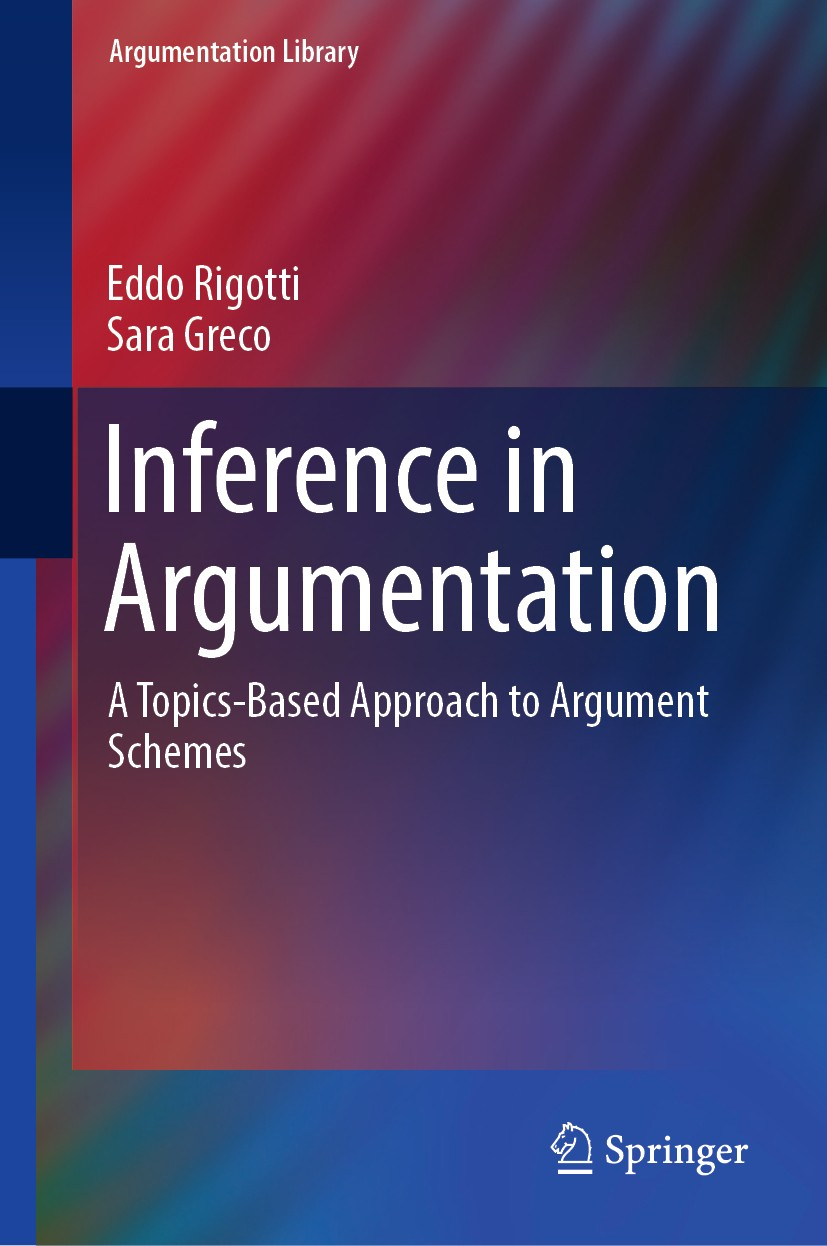 Argumentation Library
Eddo Rigotti
Sara Greco
Inference in
Argumentation
A Topics-Based Approach to Argument
Schemes
Springer